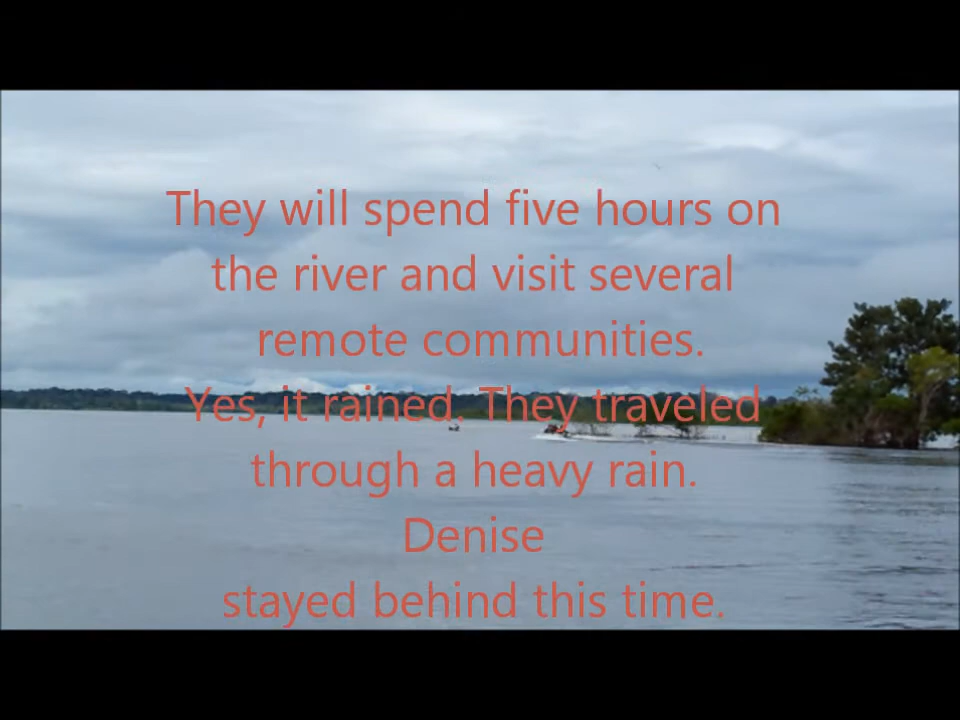 They will spend five hours on
the river and visit several
remote communities.
Yes, it rained. They traveled
through a heavy rain.
Denise
stayed behind this time.